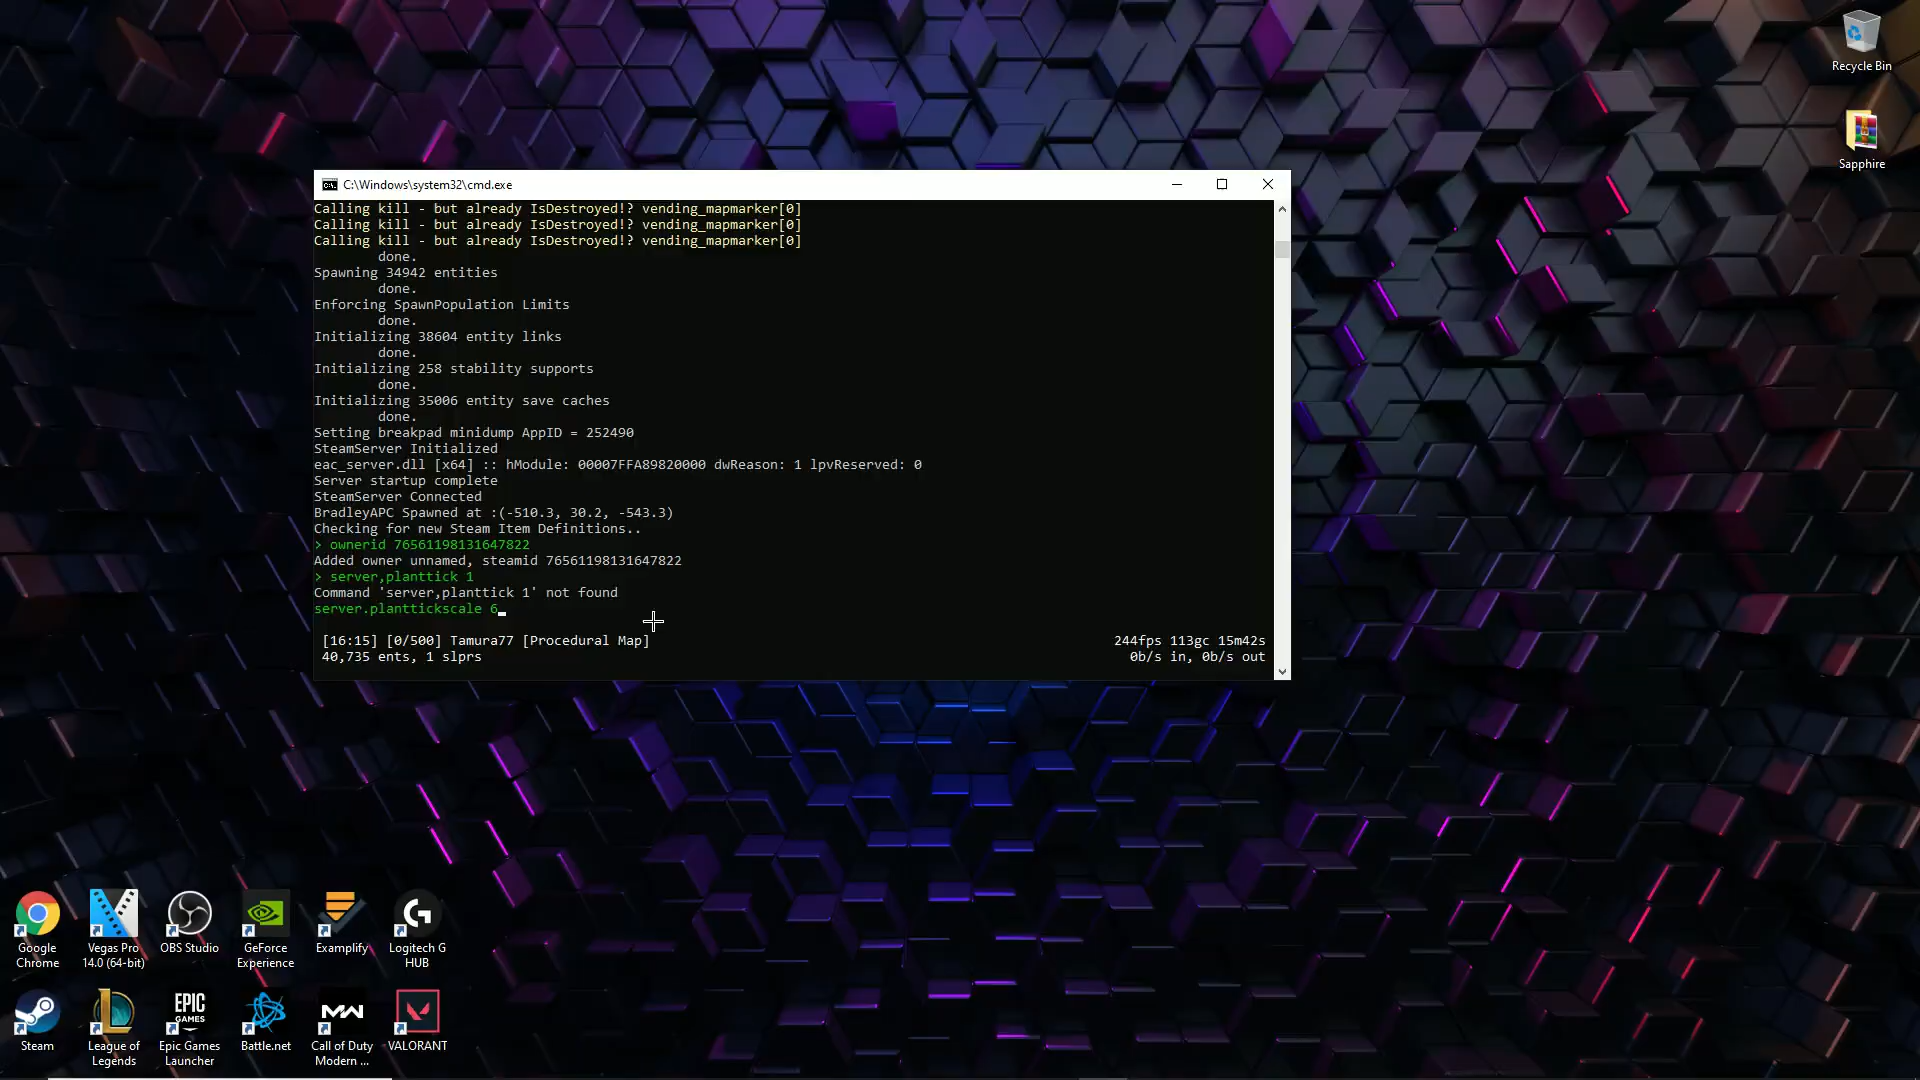 Recycle Bin
Sapphire
C:\Windows\system32\cmd.exe
Calling kill - but already IsDestroyed!? vending_mapmarker[0]
Calling kill - but already IsDestroyed!? vending_mapmarker[0]
Calling kill - but already IsDestroyed!? vending_mapmarker[0]
done.
Spawning 34942 entities
done.
Enforcing SpawnPopulation Limits
done.
Initializing 38604 entity links
done.
Initializing 258 stability supports
done.
Initializing 35006 entity save caches
done.
Setting breakpad minidump AppID = 252490
SteamServer Initialized
eac_server.dll [x64] :: hModule: 00007FFA89820000 dwReason: 1 lpvReserved: 0
Server startup complete
SteamServer Connected
BradleyAPC Spawned at :(-510.3, 30.2, -543.3)
Checking for new Steam Item Definitions..
> ownerid 76561198131647822
Added owner unnamed, steamid 76561198131647822
> server,planttick 1
Command 'server,planttick 1' not found
server.planttickscale 6_
[16:15] [0/500] Tamura77 [Procedural Map] 244fps 113gc 15m42s
40,735 ents, 1 slprs 0b/s in, 0b/s out
Google Chrome
Vegas Pro 14.0 (64-bit)
OBS Studio
GeForce Experience
Examplify
Logitech G HUB
Steam
League of Legends
EPIC GAMES
Epic Games Launcher
Battle.net
MW
Call of Duty Modern ...
VALORANT